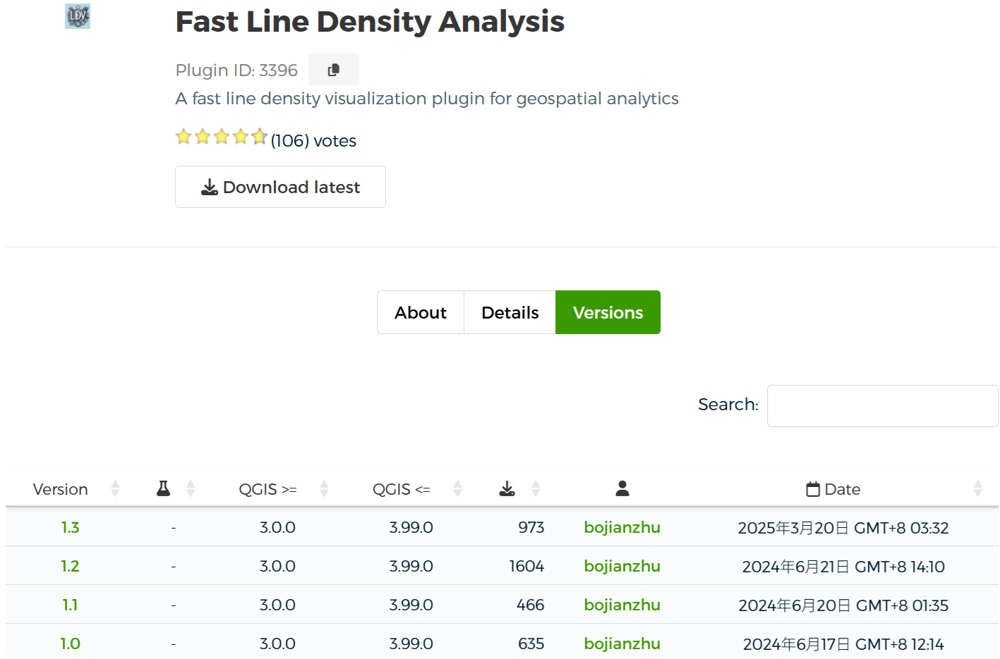 LDV
Fast Line Density Analysis
Plugin ID: 3396
A fast line density visualization plugin for geospatial analytics
(106) votes
Download latest
About Details Versions
Search:
Version QGIS >= QGIS <= Date
1.3 - 3.0.0 3.99.0 973 bojianzhu 2025年3月20日 GMT+8 03:32
1.2 - 3.0.0 3.99.0 1604 bojianzhu 2024年6月21日 GMT+8 14:10
1.1 - 3.0.0 3.99.0 466 bojianzhu 2024年6月20日 GMT+8 01:35
1.0 - 3.0.0 3.99.0 635 bojianzhu 2024年6月17日 GMT+8 12:14